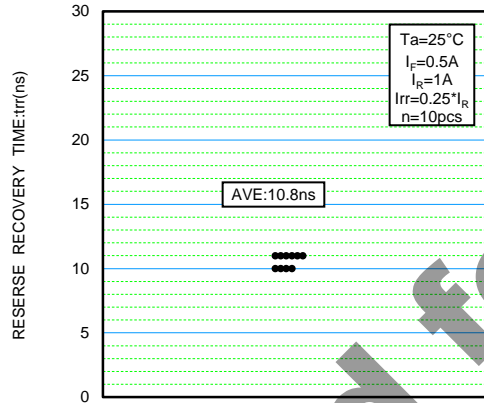 RESERSE RECOVERY TIME:trr(ns)
30
25
20
15
10
5
0
Ta=25°C
IF=0.5A
IR=1A
Irr=0.25*IR
n=10pcs
AVE:10.8ns
d fo